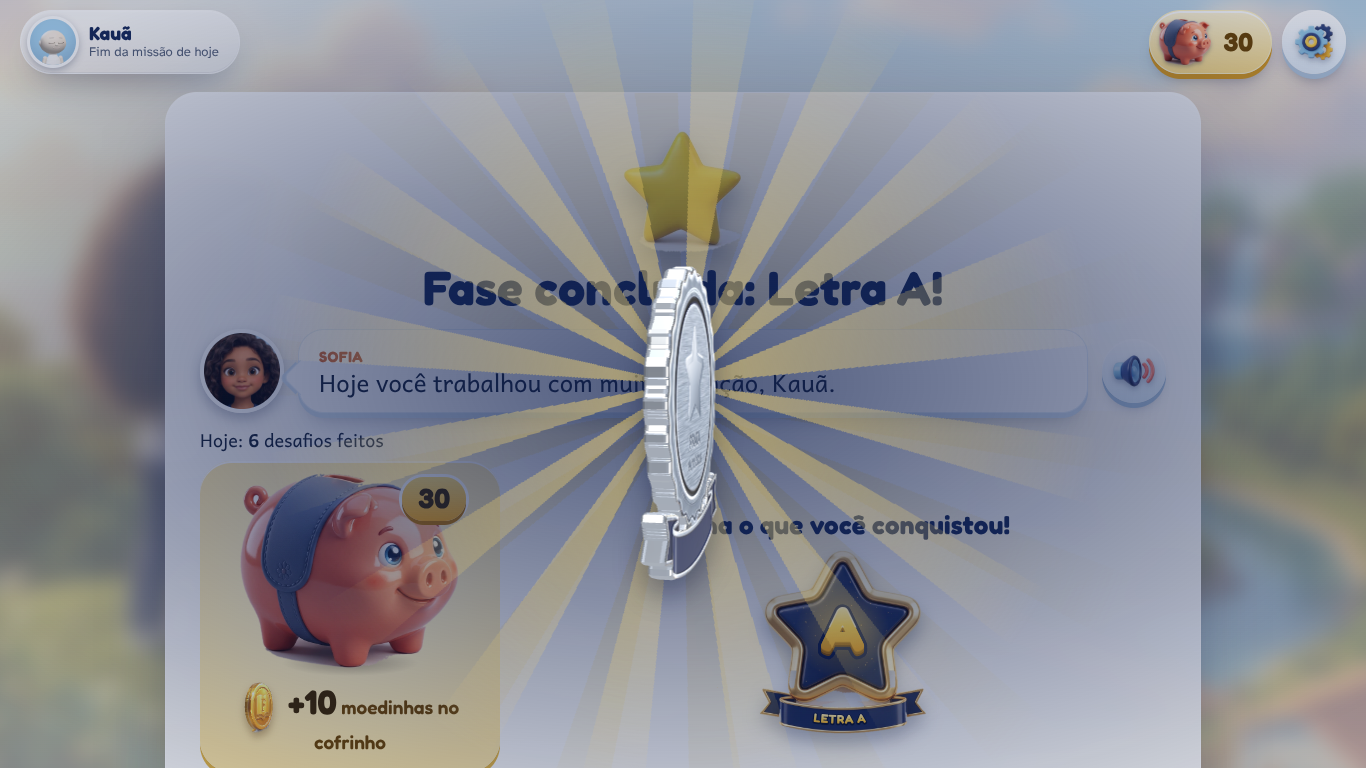 Kauã
Fim da missão de hoje
30
Fase concl da: Letra A!
SOFIA
Hoje você trabalhou com mui ção, Kauã.
Hoje: 6 desafios feitos
30
a o que você conquistou!
A
LETRA A
+10 moedinhas no
cofrinho